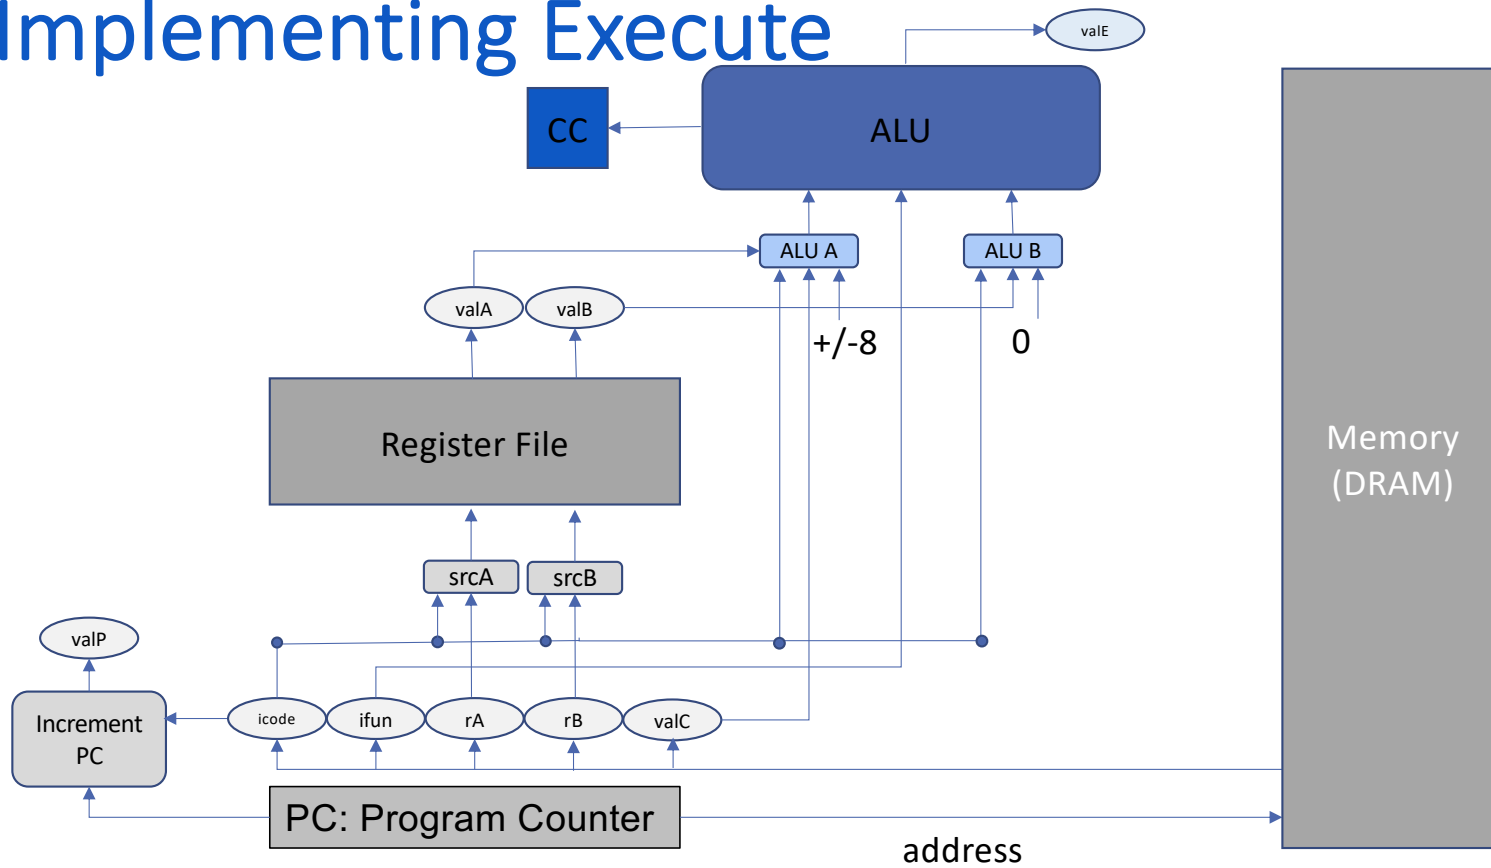 Implementing Execute
valE
CC
ALU
ALU A
ALU B
valA
valB
+/-8
0
Register File
Memory
(DRAM)
srcA
srcB
valP
Increment
PC
icode
ifun
rA
rB
valC
PC: Program Counter
address